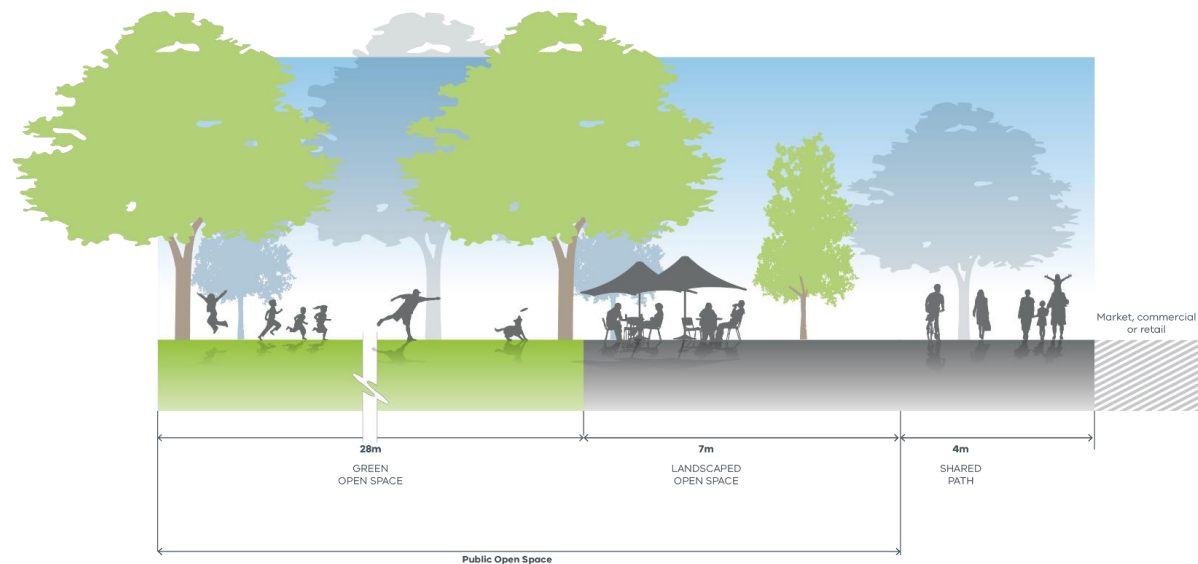 Market, commercial
or retail
28m
GREEN
OPEN SPACE
7m
LANDSCAPED
OPEN SPACE
4m
SHARED
PATH
Public Open Space